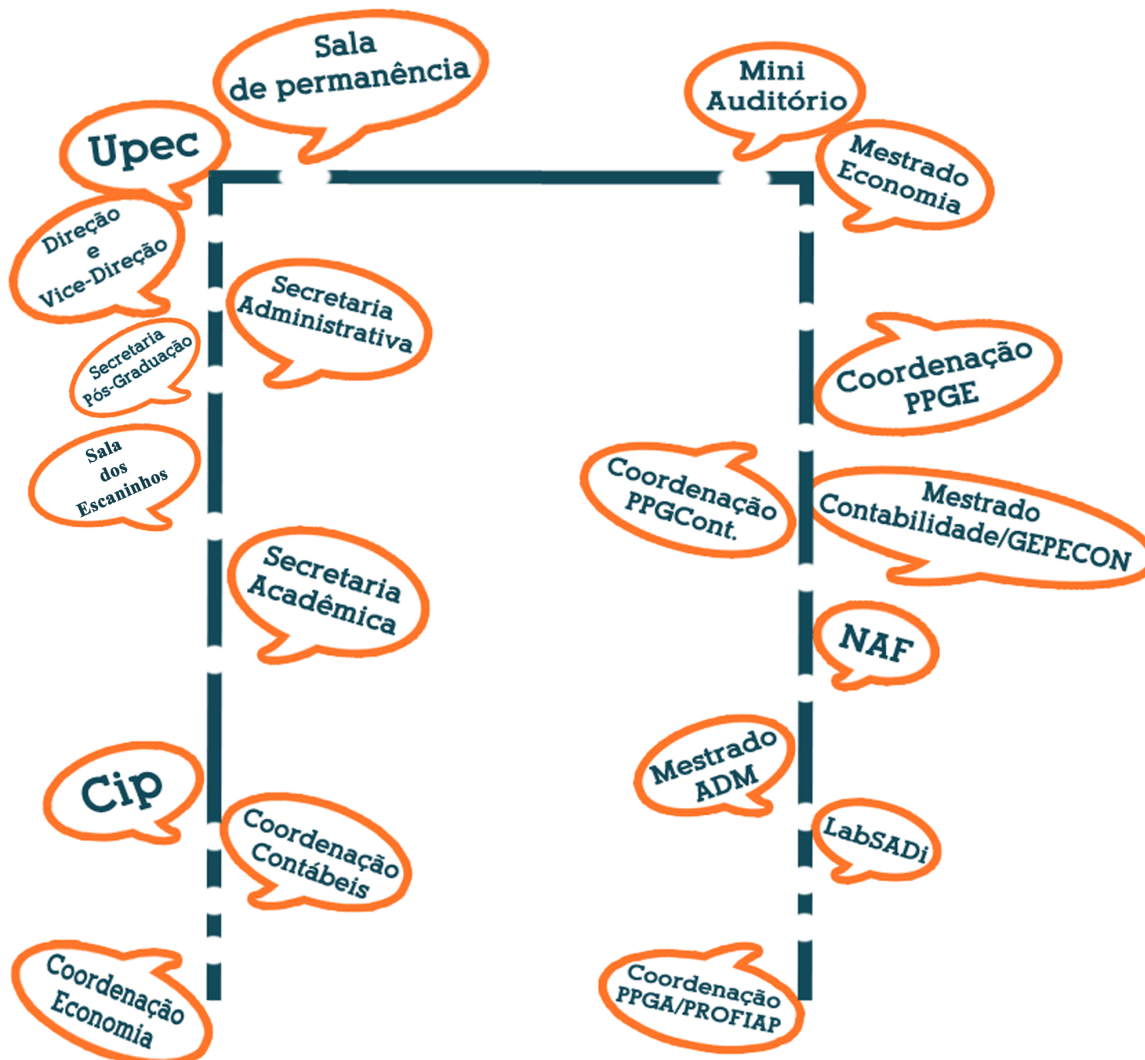 Sala
de permanência
Mini
Auditório
Upec
Mestrado
Economia
Direção
e
Vice-Direção
Secretaria
Administrativa
Secretaria
Pós-Graduação
Coordenação
PPGE
Sala
dos
Escaninhos
Coordenação
PPGCont.
Mestrado
Contabilidade/GEPECON
Secretaria
Acadêmica
NAF
Cip
Mestrado
ADM
Coordenação
Contábeis
LabSADi
Coordenação
Economia
Coordenação
PPGA/PROFIAP